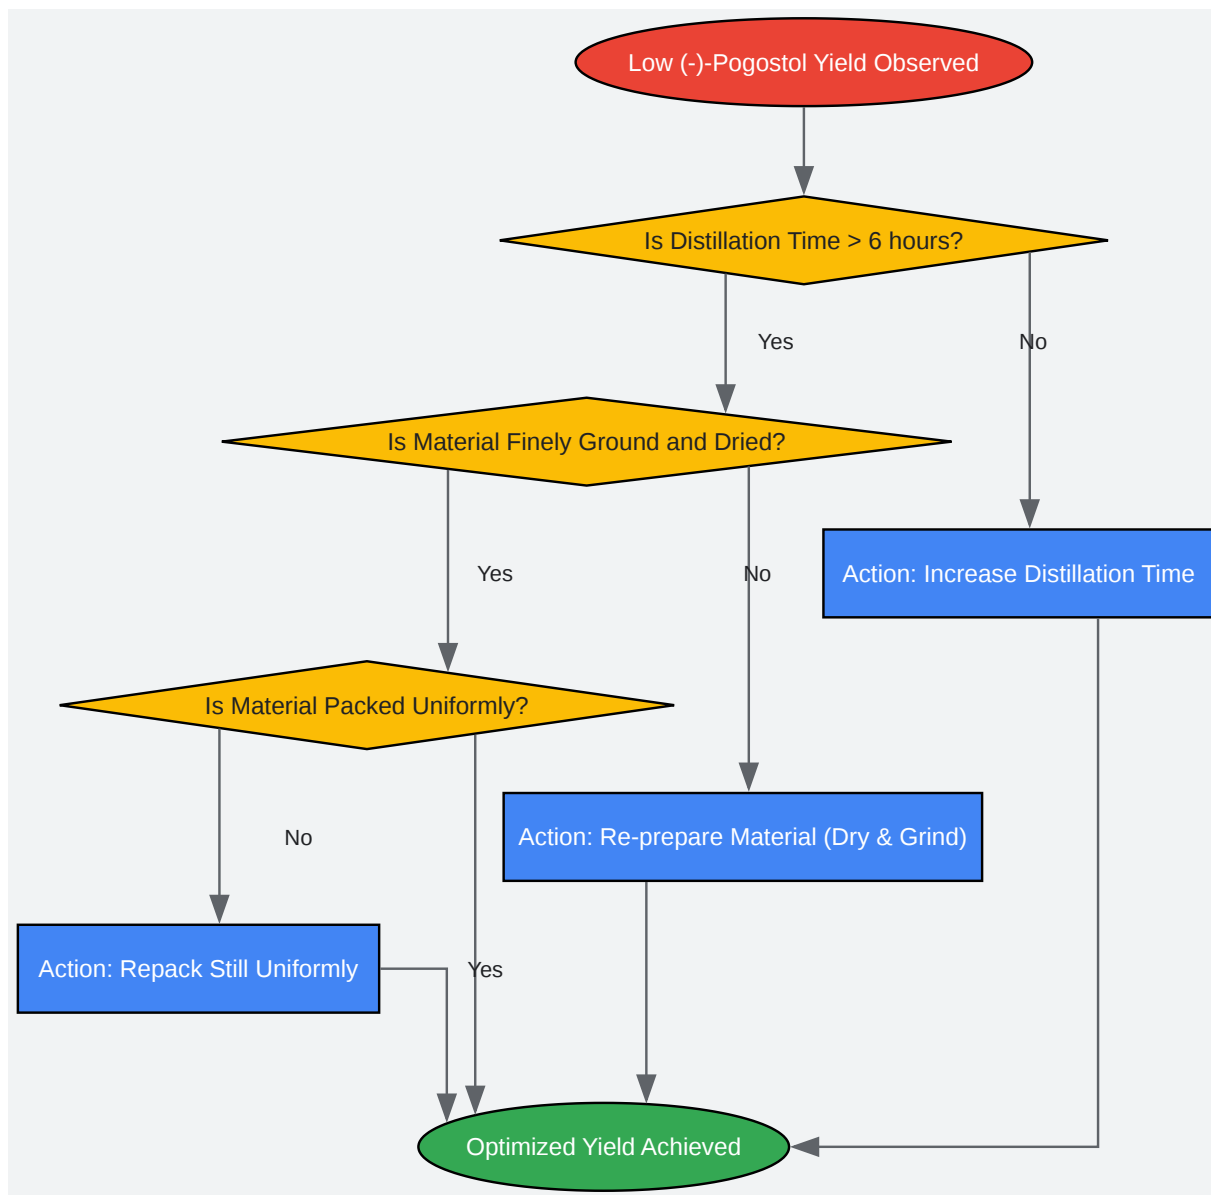 Low (-)-Pogostol Yield Observed
Is Distillation Time > 6 hours?
Yes
No
Is Material Finely Ground and Dried?
Yes
No
Action: Increase Distillation Time
Is Material Packed Uniformly?
No
Action: Re-prepare Material (Dry & Grind)
Action: Repack Still Uniformly
Yes
Optimized Yield Achieved